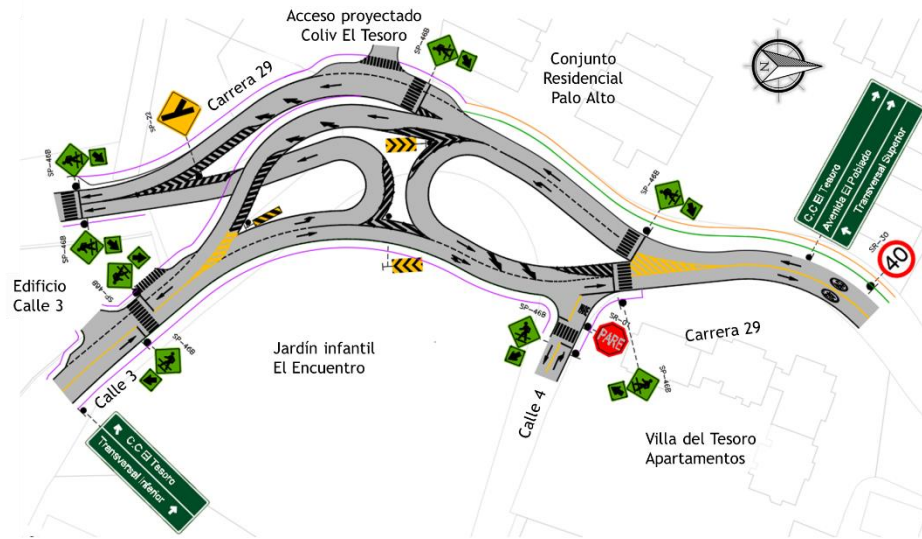 Acceso proyectado
Coliv El Tesoro
SP-46B
Conjunto
Residencial
Palo Alto
N
Carrera 29
SP-22
C.C El Tesoro
Avenida El Poblado
Transversal Superior
SP-46B
SP-46B
SR-30
40
SP-46B
SP-46B
Edificio
Calle 3
SP-46B
SP-46B
SR-01
PARE
Carrera 29
Jardín infantil
El Encuentro
SP-46B
Calle 3
Calle 4
Villa del Tesoro
Apartamentos
C.C El Tesoro
Transversal Inferior